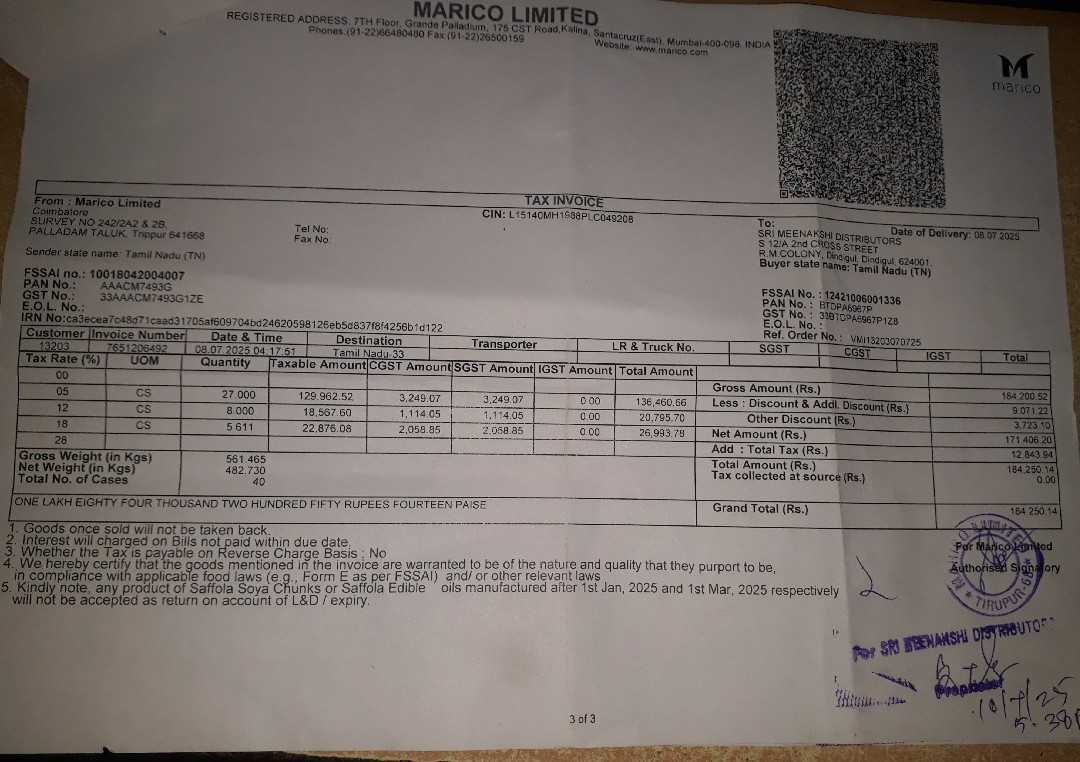 MARICO LIMITED
REGISTERED ADDRESS. 7TH Floor, Grande Palladium, 175 CST Road,Kalina, Santacruz(East), Mumbai-400-098. INDIA
Phones.(91-22)66480480 Fax.(91-22)26500159
Website: www.marico.com
marico
TAX INVOICE
CIN: L15140MH1988PLC049208
From : Marico Limited
Coimbatore
SURVEY NO 242/2A2 & 2B,
PALLADAM TALUK, Trippur 641668
Tel No:
Fax No:
Sender state name: Tamil Nadu (TN)
To:
Date of Delivery: 08.07.2025
SRI MEENAKSHI DISTRIBUTORS
S 12/A 2nd CROSS STREET
R.M.COLONY, Dindigul, Dindigul, 624001.
Buyer state name: Tamil Nadu (TN)
FSSAI no.: 10018042004007
PAN No.: AAACM7493G
GST No.: 33AAACM7493G1ZE
E.O.L. No.:
IRN No:ca3ecea7c48d71caad31705af609704bd24620598126eb5d837f8f4256b1d122
FSSAI No. : 12421006001336
PAN No. : BTDPA6967P
GST No. : 33BTDPA6967P1Z8
E.O.L. No. :
Ref. Order No.: VMI13203070725
Customer Invoice Number Date & Time Destination Transporter LR & Truck No. SGST CGST IGST Total
13203 7651206492 08.07.2025 04:17:51 Tamil Nadu-33
Tax Rate (%) UOM Quantity Taxable Amount CGST Amount SGST Amount IGST Amount Total Amount
00
05 CS 27.000 129,962.52 3,249.07 3,249.07 0.00 136,460.66
12 CS 8.000 18,567.60 1,114.05 1,114.05 0.00 20,795.70
18 CS 5.611 22,876.08 2,058.85 2,058.85 0.00 26,993.78
28
Gross Amount (Rs.) 184,200.52
Less : Discount & Addl. Discount (Rs.) 9,071.22
Other Discount (Rs.) 3,723.10
Net Amount (Rs.) 171,406.20
Add : Total Tax (Rs.) 12,843.94
Total Amount (Rs.) 184,250.14
Tax collected at source (Rs.) 0.00
Gross Weight (in Kgs) 561.465
Net Weight (in Kgs) 482.730
Total No. of Cases 40
ONE LAKH EIGHTY FOUR THOUSAND TWO HUNDRED FIFTY RUPEES FOURTEEN PAISE
Grand Total (Rs.) 184,250.14
1. Goods once sold will not be taken back.
2. Interest will charged on Bills not paid within due date.
3. Whether the Tax is payable on Reverse Charge Basis : No
4. We hereby certify that the goods mentioned in the invoice are warranted to be of the nature and quality that they purport to be,
in compliance with applicable food laws (e.g., Form E as per FSSAI) and/ or other relevant laws
5. Kindly note, any product of Saffola Soya Chunks or Saffola Edible oils manufactured after 1st Jan, 2025 and 1st Mar, 2025 respectively
will not be accepted as return on account of L&D / expiry.
For Marico Limited
Authorised Signatory
MARICO LIMITED
TIRUPUR
For SRI MEENAKSHI DISTRIBUTORS
Proprietor
10/7/25
5.38
3 of 3